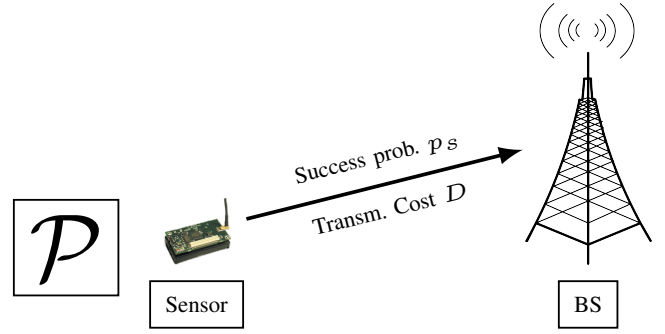 Success prob. p s
Transm. Cost D
P
Sensor
BS